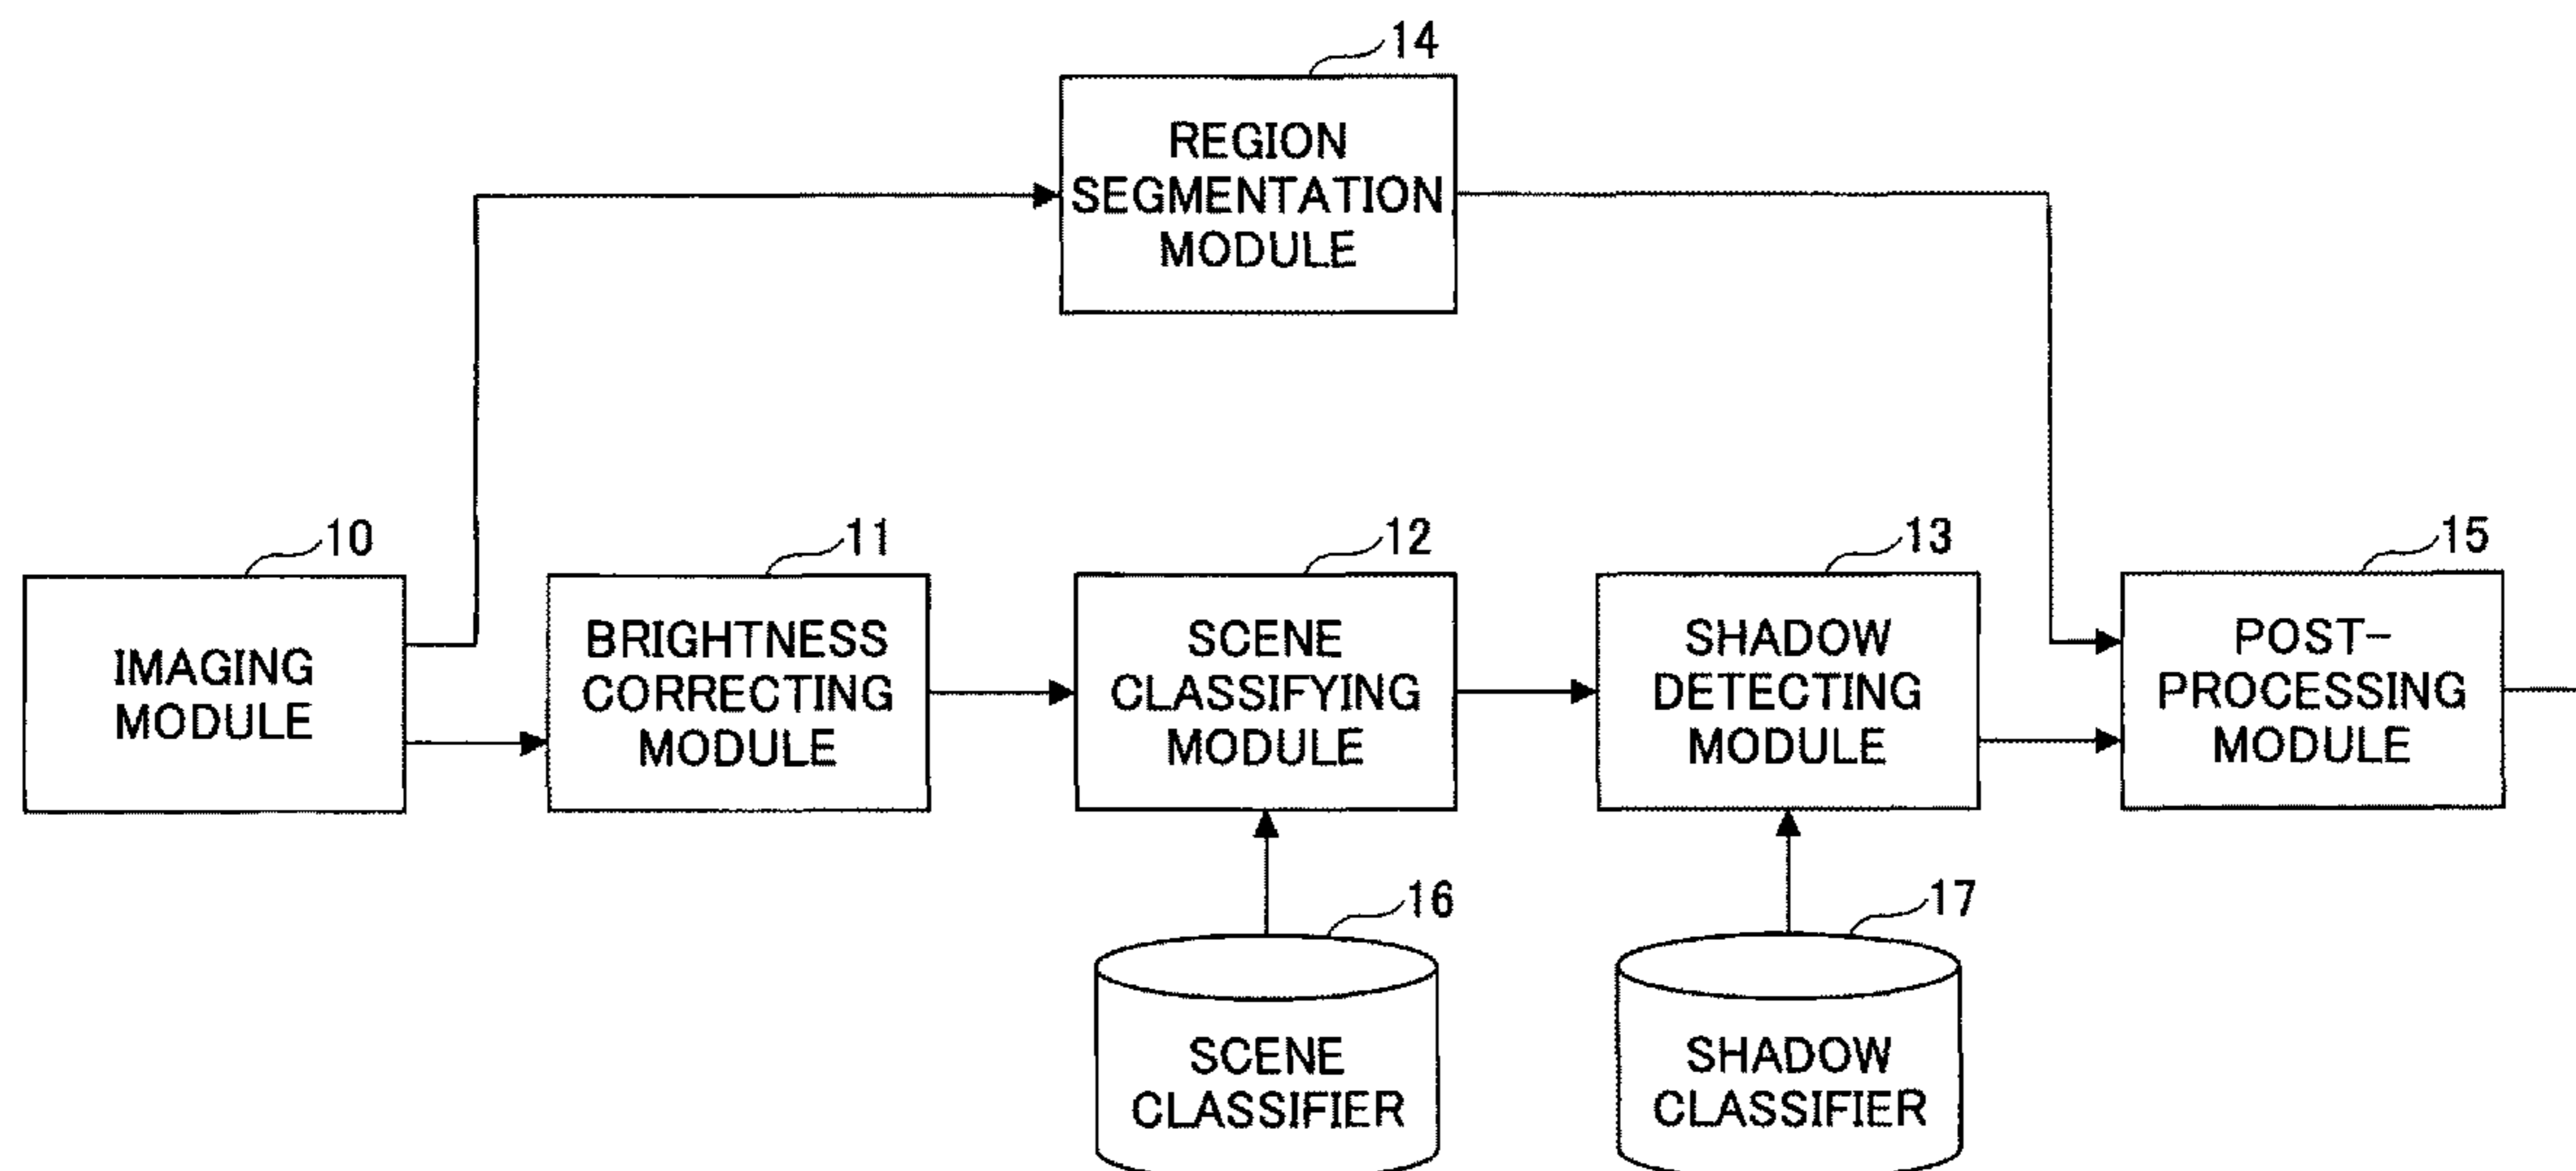 14
REGION
SEGMENTATION
MODULE
10
IMAGING
MODULE
11
BRIGHTNESS
CORRECTING
MODULE
12
SCENE
CLASSIFYING
MODULE
13
SHADOW
DETECTING
MODULE
15
POST-
PROCESSING
MODULE
16
SCENE
CLASSIFIER
17
SHADOW
CLASSIFIER